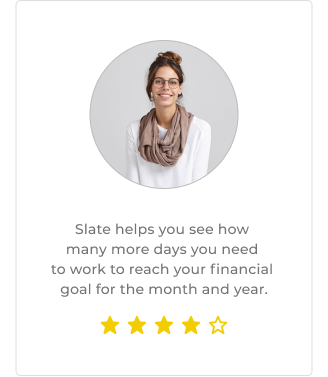 Slate helps you see how
many more days you need
to work to reach your financial
goal for the month and year.